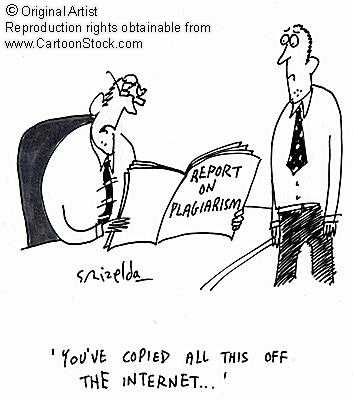 © Original Artist
Reproduction rights obtainable from
www.CartoonStock.com
REPORT
ON
PLAGIARISM
Grizelda
'YOU'VE COPIED ALL THIS OFF
THE INTERNET...'